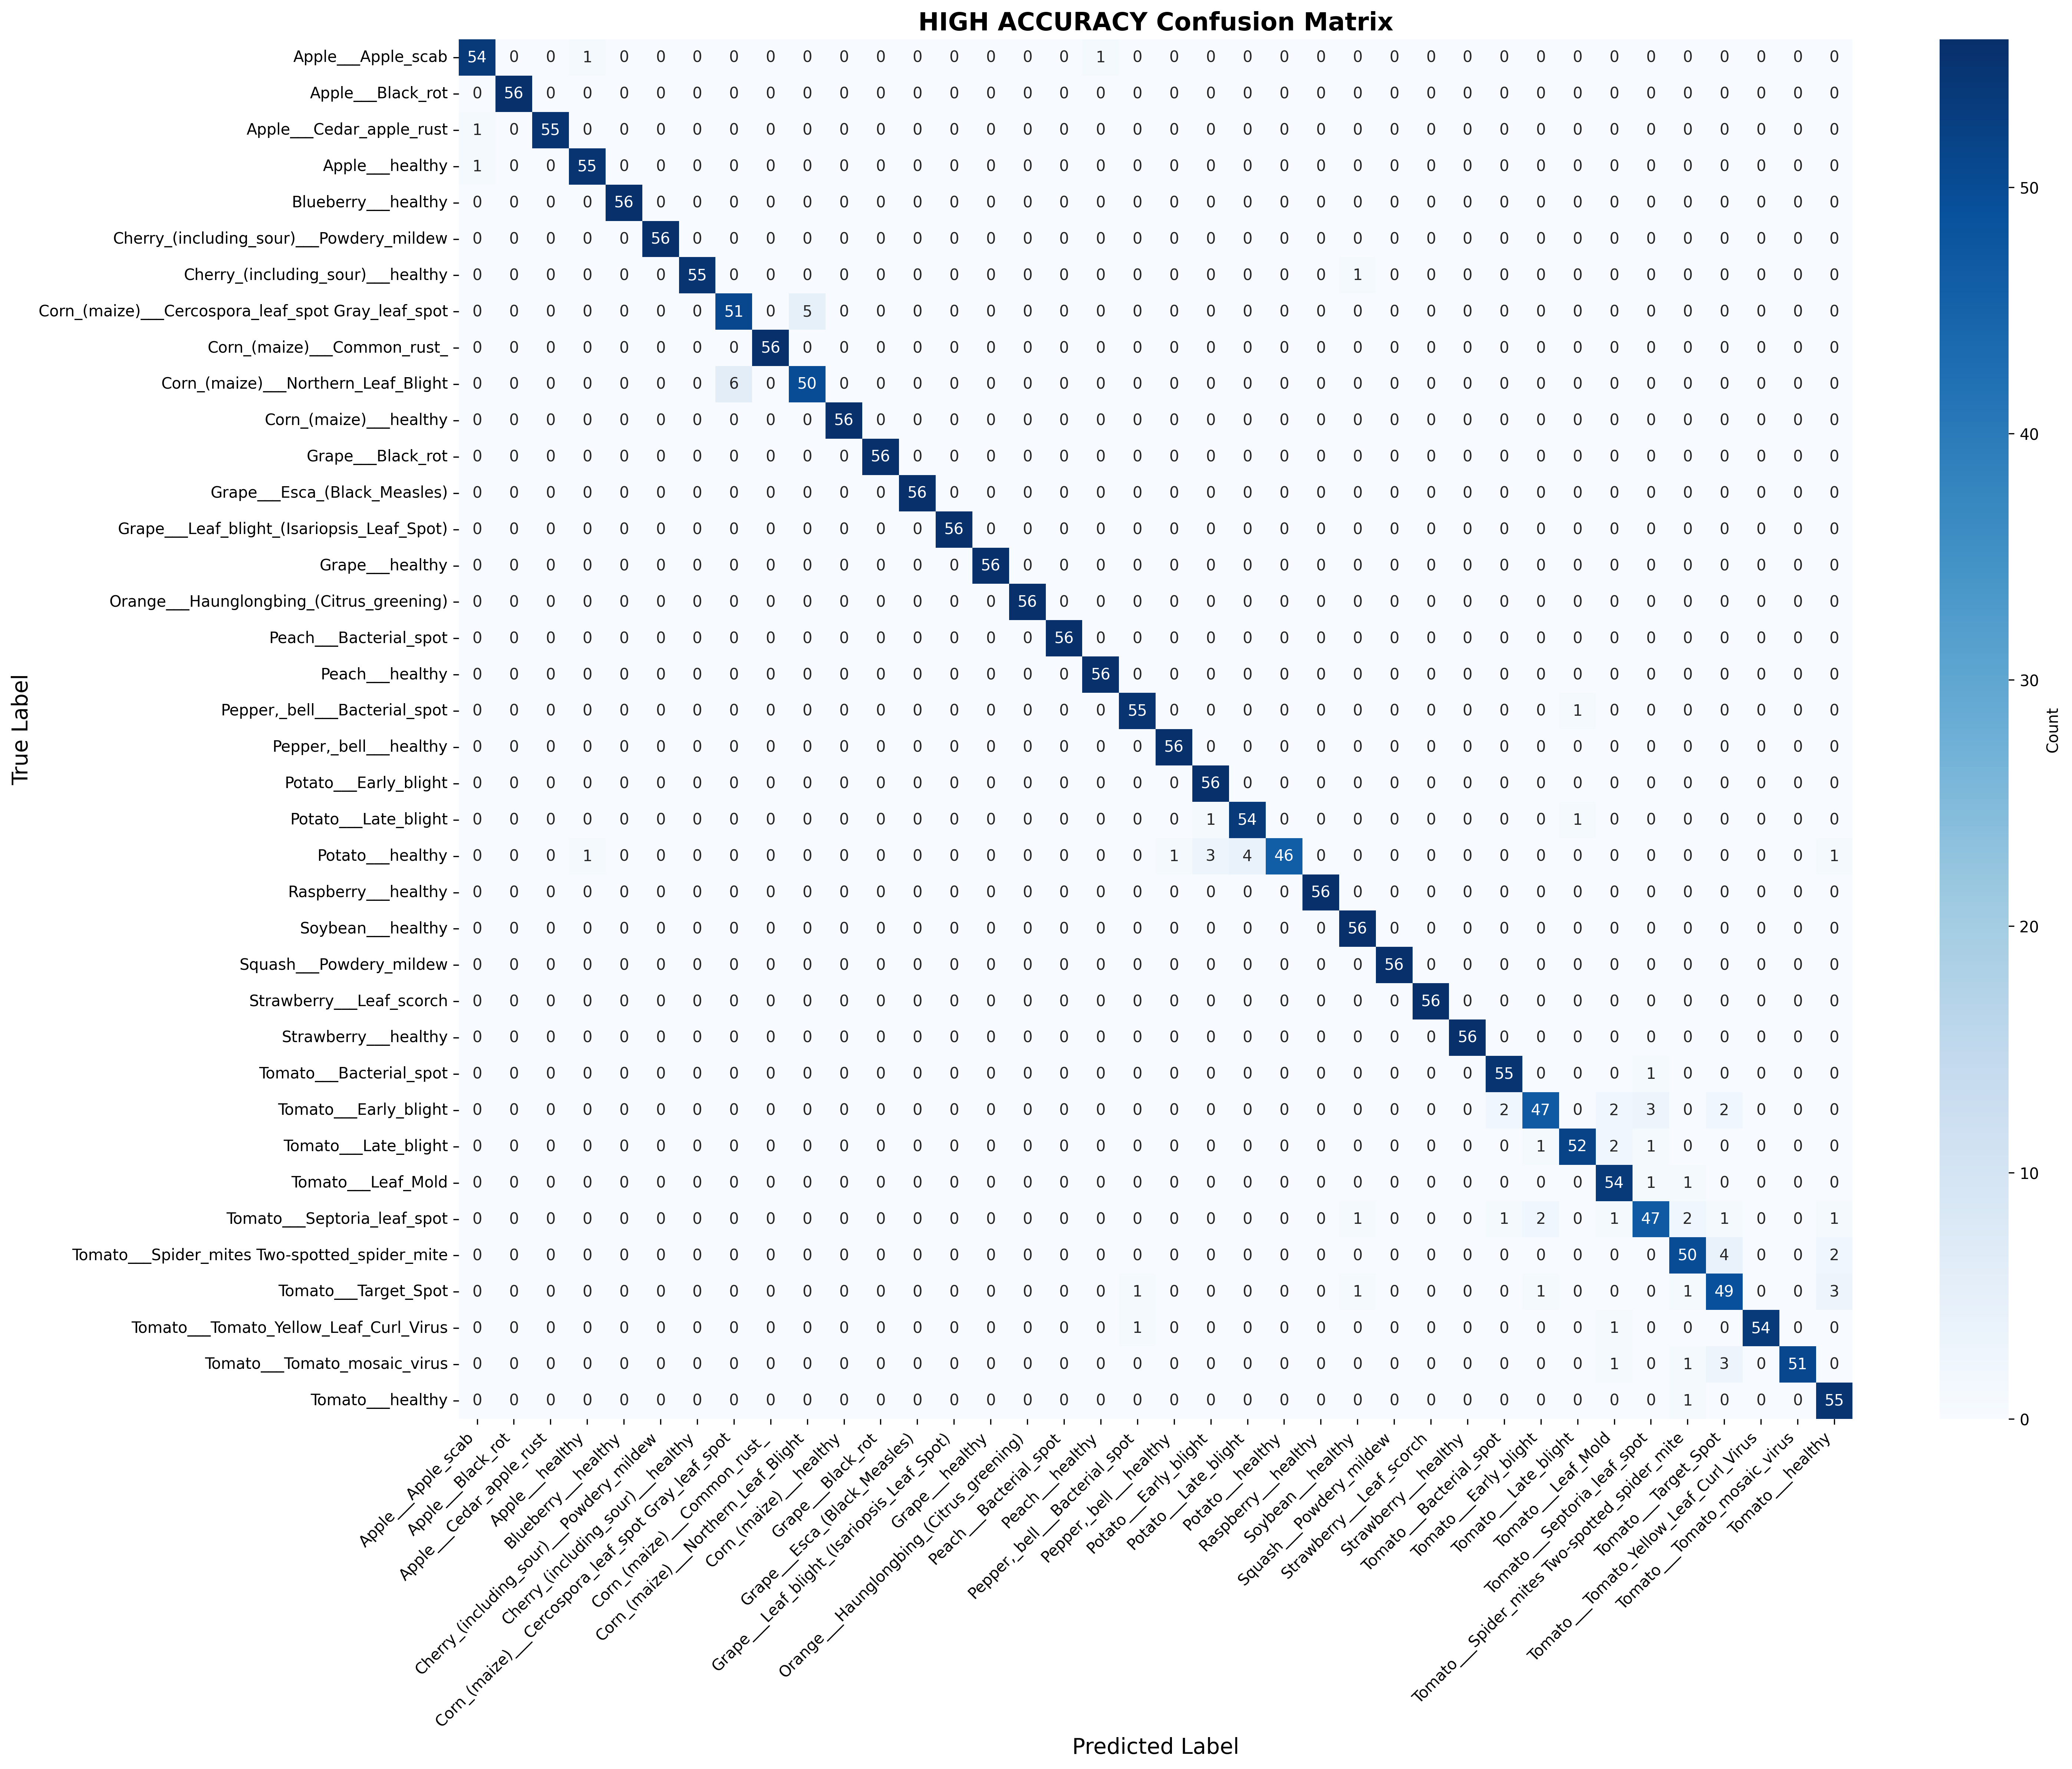 HIGH ACCURACY Confusion Matrix
Apple___Apple_scab 54 0 0 1 0 0 0 0 0 0 0 0 0 0 0 0 0 1 0 0 0 0 0 0 0 0 0 0 0 0 0 0 0 0 0 0 0 0
Apple___Black_rot 0 56 0 0 0 0 0 0 0 0 0 0 0 0 0 0 0 0 0 0 0 0 0 0 0 0 0 0 0 0 0 0 0 0 0 0 0 0
Apple___Cedar_apple_rust 1 0 55 0 0 0 0 0 0 0 0 0 0 0 0 0 0 0 0 0 0 0 0 0 0 0 0 0 0 0 0 0 0 0 0 0 0 0
Apple___healthy 1 0 0 55 0 0 0 0 0 0 0 0 0 0 0 0 0 0 0 0 0 0 0 0 0 0 0 0 0 0 0 0 0 0 0 0 0 0
Blueberry___healthy 0 0 0 0 56 0 0 0 0 0 0 0 0 0 0 0 0 0 0 0 0 0 0 0 0 0 0 0 0 0 0 0 0 0 0 0 0 0
Cherry_(including_sour)___Powdery_mildew 0 0 0 0 0 56 0 0 0 0 0 0 0 0 0 0 0 0 0 0 0 0 0 0 0 0 0 0 0 0 0 0 0 0 0 0 0 0
Cherry_(including_sour)___healthy 0 0 0 0 0 0 55 0 0 0 0 0 0 0 0 0 0 0 0 0 0 0 0 0 1 0 0 0 0 0 0 0 0 0 0 0 0 0
Corn_(maize)___Cercospora_leaf_spot Gray_leaf_spot 0 0 0 0 0 0 0 51 0 5 0 0 0 0 0 0 0 0 0 0 0 0 0 0 0 0 0 0 0 0 0 0 0 0 0 0 0 0
Corn_(maize)___Common_rust_ 0 0 0 0 0 0 0 0 56 0 0 0 0 0 0 0 0 0 0 0 0 0 0 0 0 0 0 0 0 0 0 0 0 0 0 0 0 0
Corn_(maize)___Northern_Leaf_Blight 0 0 0 0 0 0 0 6 0 50 0 0 0 0 0 0 0 0 0 0 0 0 0 0 0 0 0 0 0 0 0 0 0 0 0 0 0 0
Corn_(maize)___healthy 0 0 0 0 0 0 0 0 0 0 56 0 0 0 0 0 0 0 0 0 0 0 0 0 0 0 0 0 0 0 0 0 0 0 0 0 0 0
Grape___Black_rot 0 0 0 0 0 0 0 0 0 0 0 56 0 0 0 0 0 0 0 0 0 0 0 0 0 0 0 0 0 0 0 0 0 0 0 0 0 0
Grape___Esca_(Black_Measles) 0 0 0 0 0 0 0 0 0 0 0 0 56 0 0 0 0 0 0 0 0 0 0 0 0 0 0 0 0 0 0 0 0 0 0 0 0 0
Grape___Leaf_blight_(Isariopsis_Leaf_Spot) 0 0 0 0 0 0 0 0 0 0 0 0 0 56 0 0 0 0 0 0 0 0 0 0 0 0 0 0 0 0 0 0 0 0 0 0 0 0
Grape___healthy 0 0 0 0 0 0 0 0 0 0 0 0 0 0 56 0 0 0 0 0 0 0 0 0 0 0 0 0 0 0 0 0 0 0 0 0 0 0
Orange___Haunglongbing_(Citrus_greening) 0 0 0 0 0 0 0 0 0 0 0 0 0 0 0 56 0 0 0 0 0 0 0 0 0 0 0 0 0 0 0 0 0 0 0 0 0 0
Peach___Bacterial_spot 0 0 0 0 0 0 0 0 0 0 0 0 0 0 0 0 56 0 0 0 0 0 0 0 0 0 0 0 0 0 0 0 0 0 0 0 0 0
Peach___healthy 0 0 0 0 0 0 0 0 0 0 0 0 0 0 0 0 0 56 0 0 0 0 0 0 0 0 0 0 0 0 0 0 0 0 0 0 0 0
Pepper,_bell___Bacterial_spot 0 0 0 0 0 0 0 0 0 0 0 0 0 0 0 0 0 0 55 0 0 0 0 0 0 0 0 0 0 0 1 0 0 0 0 0 0 0
Pepper,_bell___healthy 0 0 0 0 0 0 0 0 0 0 0 0 0 0 0 0 0 0 0 56 0 0 0 0 0 0 0 0 0 0 0 0 0 0 0 0 0 0
Potato___Early_blight 0 0 0 0 0 0 0 0 0 0 0 0 0 0 0 0 0 0 0 0 56 0 0 0 0 0 0 0 0 0 0 0 0 0 0 0 0 0
Potato___Late_blight 0 0 0 0 0 0 0 0 0 0 0 0 0 0 0 0 0 0 0 0 1 54 0 0 0 0 0 0 0 0 1 0 0 0 0 0 0 0
Potato___healthy 0 0 0 1 0 0 0 0 0 0 0 0 0 0 0 0 0 0 0 1 3 4 46 0 0 0 0 0 0 0 0 0 0 0 0 0 0 1
Raspberry___healthy 0 0 0 0 0 0 0 0 0 0 0 0 0 0 0 0 0 0 0 0 0 0 0 56 0 0 0 0 0 0 0 0 0 0 0 0 0 0
Soybean___healthy 0 0 0 0 0 0 0 0 0 0 0 0 0 0 0 0 0 0 0 0 0 0 0 0 56 0 0 0 0 0 0 0 0 0 0 0 0 0
Squash___Powdery_mildew 0 0 0 0 0 0 0 0 0 0 0 0 0 0 0 0 0 0 0 0 0 0 0 0 0 56 0 0 0 0 0 0 0 0 0 0 0 0
Strawberry___Leaf_scorch 0 0 0 0 0 0 0 0 0 0 0 0 0 0 0 0 0 0 0 0 0 0 0 0 0 0 56 0 0 0 0 0 0 0 0 0 0 0
Strawberry___healthy 0 0 0 0 0 0 0 0 0 0 0 0 0 0 0 0 0 0 0 0 0 0 0 0 0 0 0 56 0 0 0 0 0 0 0 0 0 0
Tomato___Bacterial_spot 0 0 0 0 0 0 0 0 0 0 0 0 0 0 0 0 0 0 0 0 0 0 0 0 0 0 0 0 55 0 0 0 1 0 0 0 0 0
Tomato___Early_blight 0 0 0 0 0 0 0 0 0 0 0 0 0 0 0 0 0 0 0 0 0 0 0 0 0 0 0 0 2 47 0 2 3 0 2 0 0 0
Tomato___Late_blight 0 0 0 0 0 0 0 0 0 0 0 0 0 0 0 0 0 0 0 0 0 0 0 0 0 0 0 0 0 1 52 2 1 0 0 0 0 0
Tomato___Leaf_Mold 0 0 0 0 0 0 0 0 0 0 0 0 0 0 0 0 0 0 0 0 0 0 0 0 0 0 0 0 0 0 0 54 1 1 0 0 0 0
Tomato___Septoria_leaf_spot 0 0 0 0 0 0 0 0 0 0 0 0 0 0 0 0 0 0 0 0 0 0 0 0 1 0 0 0 1 2 0 1 47 2 1 0 0 1
Tomato___Spider_mites Two-spotted_spider_mite 0 0 0 0 0 0 0 0 0 0 0 0 0 0 0 0 0 0 0 0 0 0 0 0 0 0 0 0 0 0 0 0 0 50 4 0 0 2
Tomato___Target_Spot 0 0 0 0 0 0 0 0 0 0 0 0 0 0 0 0 0 0 1 0 0 0 0 0 1 0 0 0 0 1 0 0 0 1 49 0 0 3
Tomato___Tomato_Yellow_Leaf_Curl_Virus 0 0 0 0 0 0 0 0 0 0 0 0 0 0 0 0 0 0 1 0 0 0 0 0 0 0 0 0 0 0 0 1 0 0 0 54 0 0
Tomato___Tomato_mosaic_virus 0 0 0 0 0 0 0 0 0 0 0 0 0 0 0 0 0 0 0 0 0 0 0 0 0 0 0 0 0 0 0 1 0 1 3 0 51 0
Tomato___healthy 0 0 0 0 0 0 0 0 0 0 0 0 0 0 0 0 0 0 0 0 0 0 0 0 0 0 0 0 0 0 0 0 0 1 0 0 0 55
True Label
Apple___Apple_scab
Apple___Black_rot
Apple___Cedar_apple_rust
Apple___healthy
Blueberry___healthy
Cherry_(including_sour)___Powdery_mildew
Cherry_(including_sour)___healthy
Corn_(maize)___Cercospora_leaf_spot Gray_leaf_spot
Corn_(maize)___Common_rust_
Corn_(maize)___Northern_Leaf_Blight
Corn_(maize)___healthy
Grape___Black_rot
Grape___Esca_(Black_Measles)
Grape___Leaf_blight_(Isariopsis_Leaf_Spot)
Grape___healthy
Orange___Haunglongbing_(Citrus_greening)
Peach___Bacterial_spot
Peach___healthy
Pepper,_bell___Bacterial_spot
Pepper,_bell___healthy
Potato___Early_blight
Potato___Late_blight
Potato___healthy
Raspberry___healthy
Soybean___healthy
Squash___Powdery_mildew
Strawberry___Leaf_scorch
Strawberry___healthy
Tomato___Bacterial_spot
Tomato___Early_blight
Tomato___Late_blight
Tomato___Leaf_Mold
Tomato___Septoria_leaf_spot
Tomato___Spider_mites Two-spotted_spider_mite
Tomato___Target_Spot
Tomato___Tomato_Yellow_Leaf_Curl_Virus
Tomato___Tomato_mosaic_virus
Tomato___healthy
Predicted Label
50
40
30
20
10
0
Count